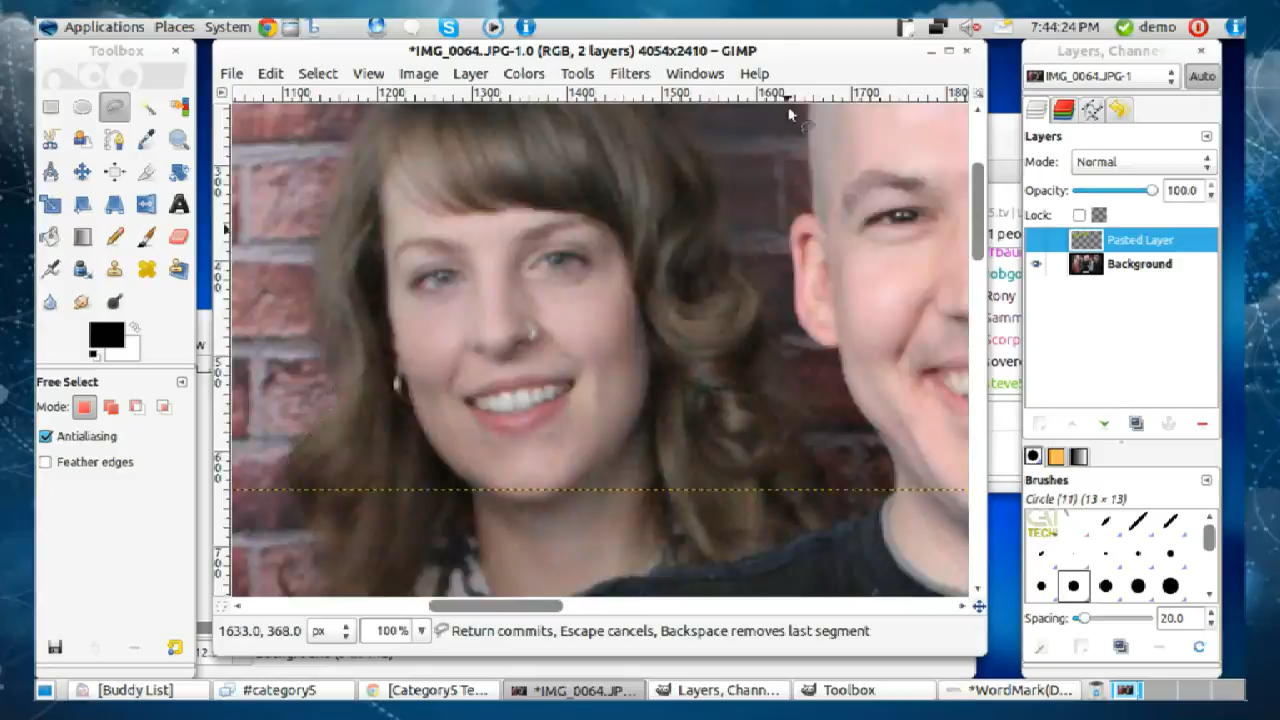 Applications Places System
7:44:24 PM demo
Toolbox
*IMG_0064.JPG-1.0 (RGB, 2 layers) 4054x2410 – GIMP
Layers, Channe
File Edit Select View Image Layer Colors Tools Filters Windows Help
IMG_0064.JPG-1
Auto
1100 1200 1300 1400 1500 1600 1700 1800
Layers
Mode: Normal
Opacity: 100.0
Lock:
Pasted Layer
Background
Rony
Free Select
Mode:
Antialiasing
Feather edges
Brushes
Circle (11) (13 × 13)
CAT
TECH
Spacing: 20.0
1633.0, 368.0 px 100% Return commits, Escape cancels, Backspace removes last segment
[Buddy List] #category5 [Category5 Te... *IMG_0064.JP... Layers, Chann... Toolbox *WordMark(D...